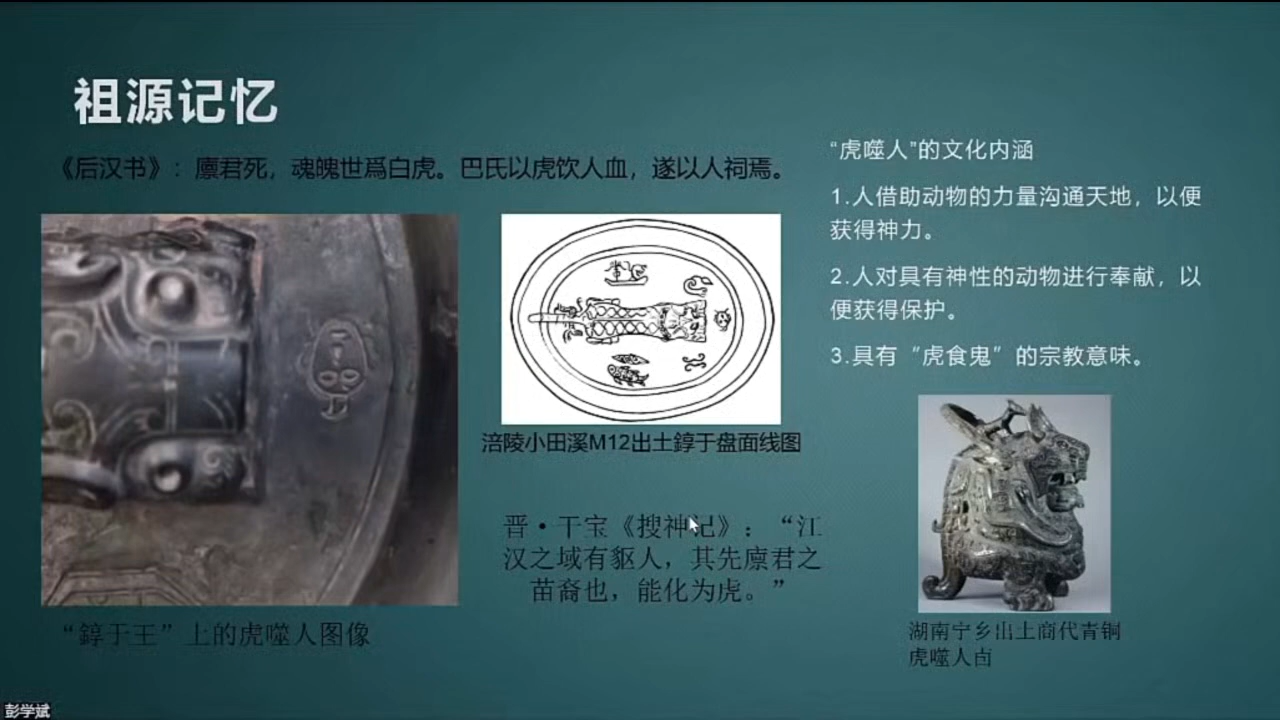 祖源记忆
《后汉书》：廪君死，魂魄世爲白虎。巴氏以虎饮人血，遂以人祠焉。
“錞于王”上的虎噬人图像
涪陵小田溪M12出土錞于盘面线图
晋·干宝《搜神记》：“江
汉之域有貙人，其先廪君之
苗裔也，能化为虎。”
“虎噬人”的文化内涵
1.人借助动物的力量沟通天地，以便
获得神力。
2.人对具有神性的动物进行奉献，以
便获得保护。
3.具有“虎食鬼”的宗教意味。
湖南宁乡出土商代青铜
虎噬人卣
彭学斌